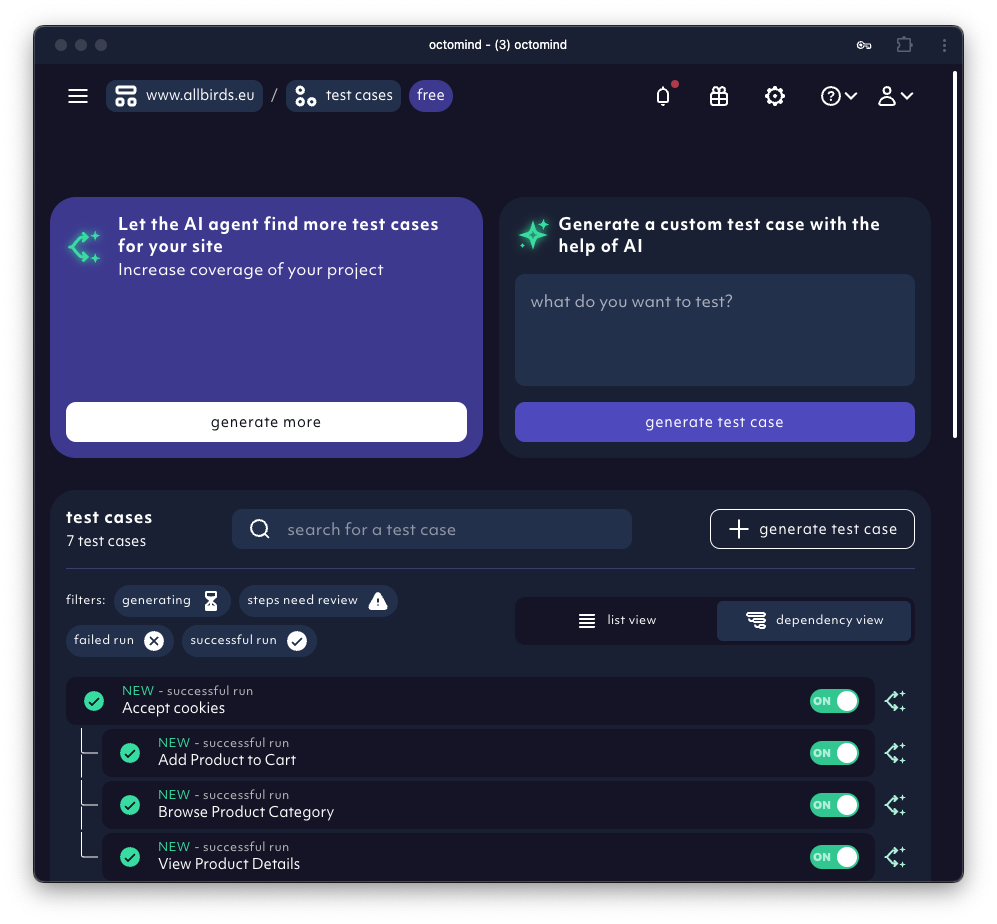 octomind - (3) octomind
www.allbirds.eu / test cases free
Let the AI agent find more test cases
for your site
Increase coverage of your project
generate more
Generate a custom test case with the
help of AI
what do you want to test?
generate test case
test cases
7 test cases
search for a test case
generate test case
filters: generating steps need review
failed run successful run
list view
dependency view
NEW - successful run
Accept cookies
ON
NEW - successful run
Add Product to Cart
ON
NEW - successful run
Browse Product Category
ON
NEW - successful run
View Product Details
ON